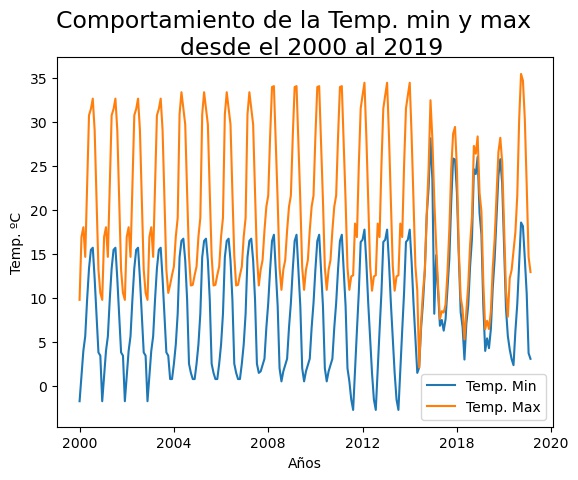 Comportamiento de la Temp. min y max
desde el 2000 al 2019
35
30
25
20
15
10
5
0
Temp. ºC
Temp. Min
Temp. Max
2000 2004 2008 2012 2018 2020
Años